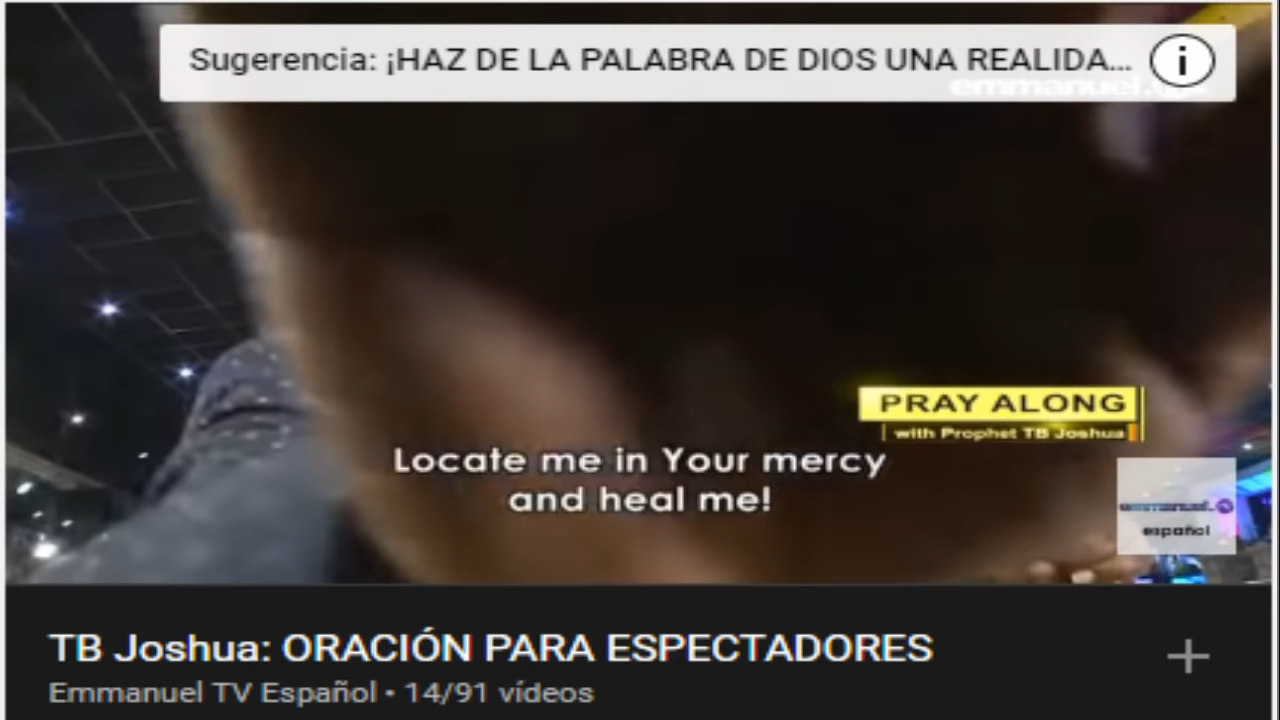 Sugerencia: ¡HAZ DE LA PALABRA DE DIOS UNA REALIDA...
emmanuel.tv
PRAY ALONG
with Prophet TB Joshua
Locate me in Your mercy
and heal me!
emmanuel.tv
español
TB Joshua: ORACIÓN PARA ESPECTADORES
Emmanuel TV Español • 14/91 vídeos